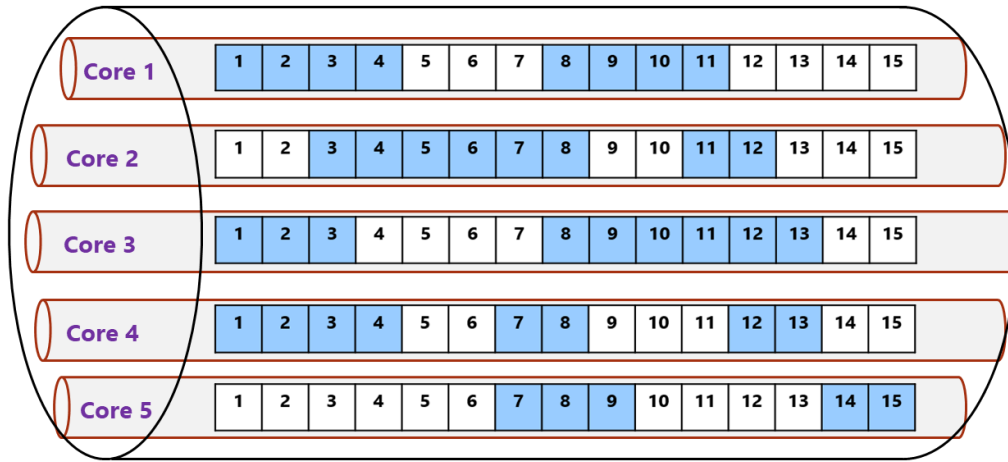 Core 1 1 2 3 4 5 6 7 8 9 10 11 12 13 14 15
Core 2 1 2 3 4 5 6 7 8 9 10 11 12 13 14 15
Core 3 1 2 3 4 5 6 7 8 9 10 11 12 13 14 15
Core 4 1 2 3 4 5 6 7 8 9 10 11 12 13 14 15
Core 5 1 2 3 4 5 6 7 8 9 10 11 12 13 14 15